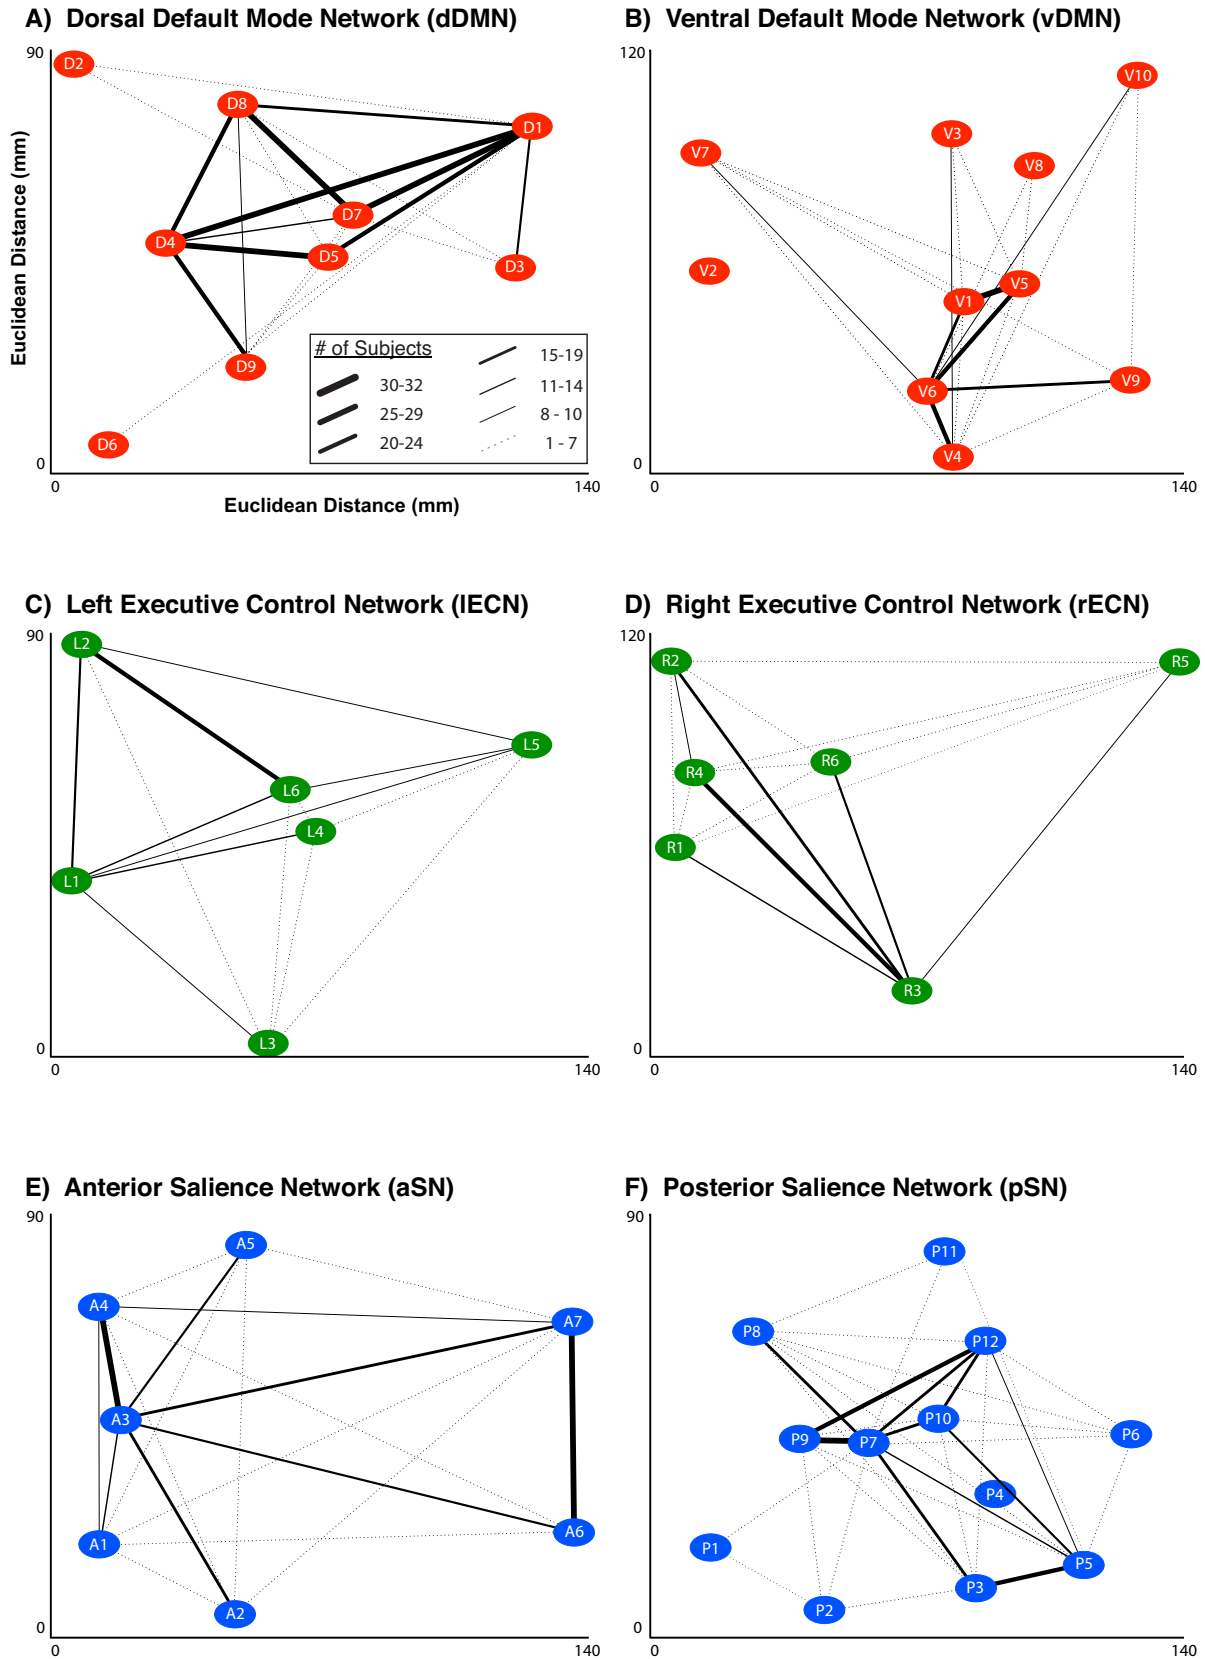 A) Dorsal Default Mode Network (dDMN)
90
Euclidean Distance (mm)
0
0
140
Euclidean Distance (mm)
D2
D8
D1
D7
D4
D5
D3
D9
D6
# of Subjects
30-32
25-29
20-24
15-19
11-14
8 - 10
1 - 7
B) Ventral Default Mode Network (vDMN)
120
0
0
140
V10
V3
V7
V8
V2
V5
V1
V6
V9
V4
C) Left Executive Control Network (lECN)
90
0
0
140
L2
L5
L6
L4
L1
L3
D) Right Executive Control Network (rECN)
120
0
0
140
R2
R5
R6
R4
R1
R3
E) Anterior Salience Network (aSN)
90
0
0
140
A5
A4
A7
A3
A6
A1
A2
F) Posterior Salience Network (pSN)
90
0
0
140
P11
P8
P12
P10
P9
P7
P6
P4
P1
P5
P3
P2